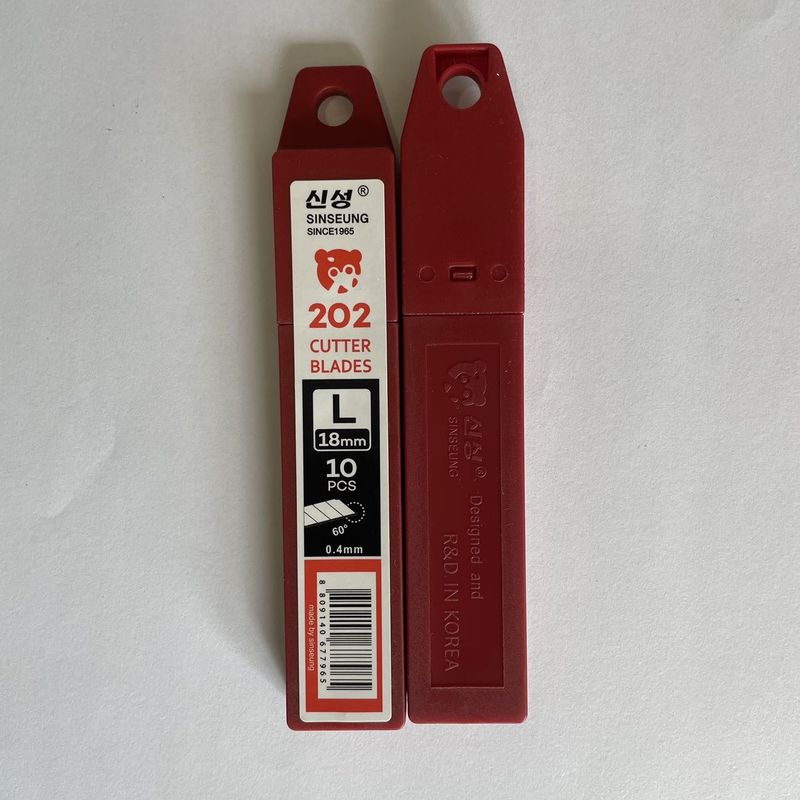 신성®
SINSEUNG
SINCE1965
202
CUTTER
BLADES
L
18mm
10
PCS
60°
0.4mm
8 809140 677965
made by sinseung
신성®
SINSEUNG
Designed and
R&D. IN KOREA